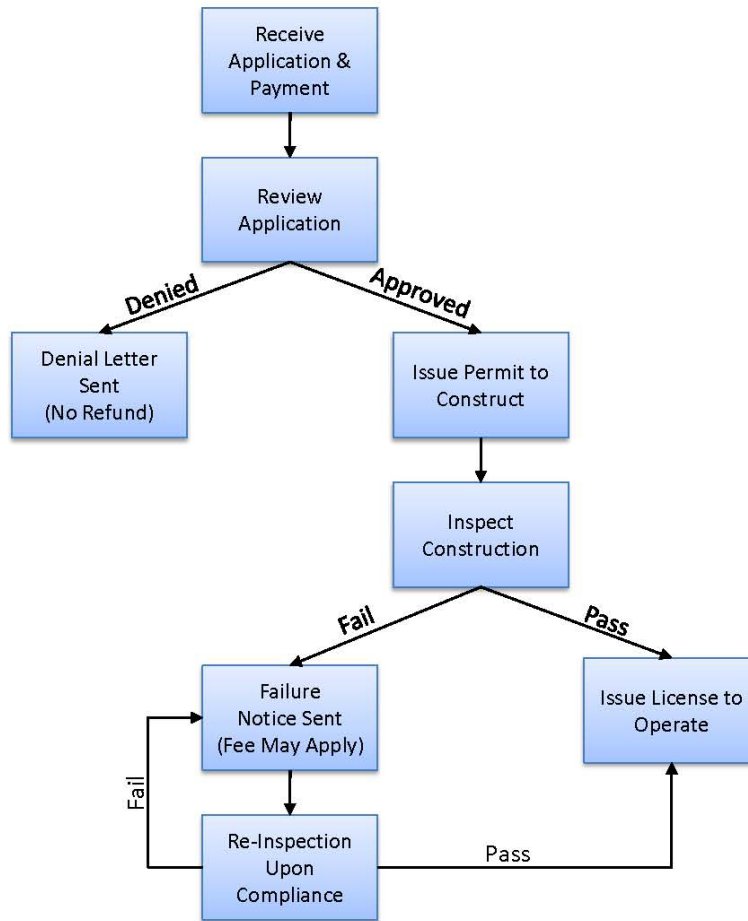 Receive
Application &
Payment
Review
Application
Denied
Approved
Denial Letter
Sent
(No Refund)
Issue Permit to
Construct
Inspect
Construction
Fail
Pass
Failure
Notice Sent
(Fee May Apply)
Issue License to
Operate
Fail
Re-Inspection
Upon
Compliance
Pass